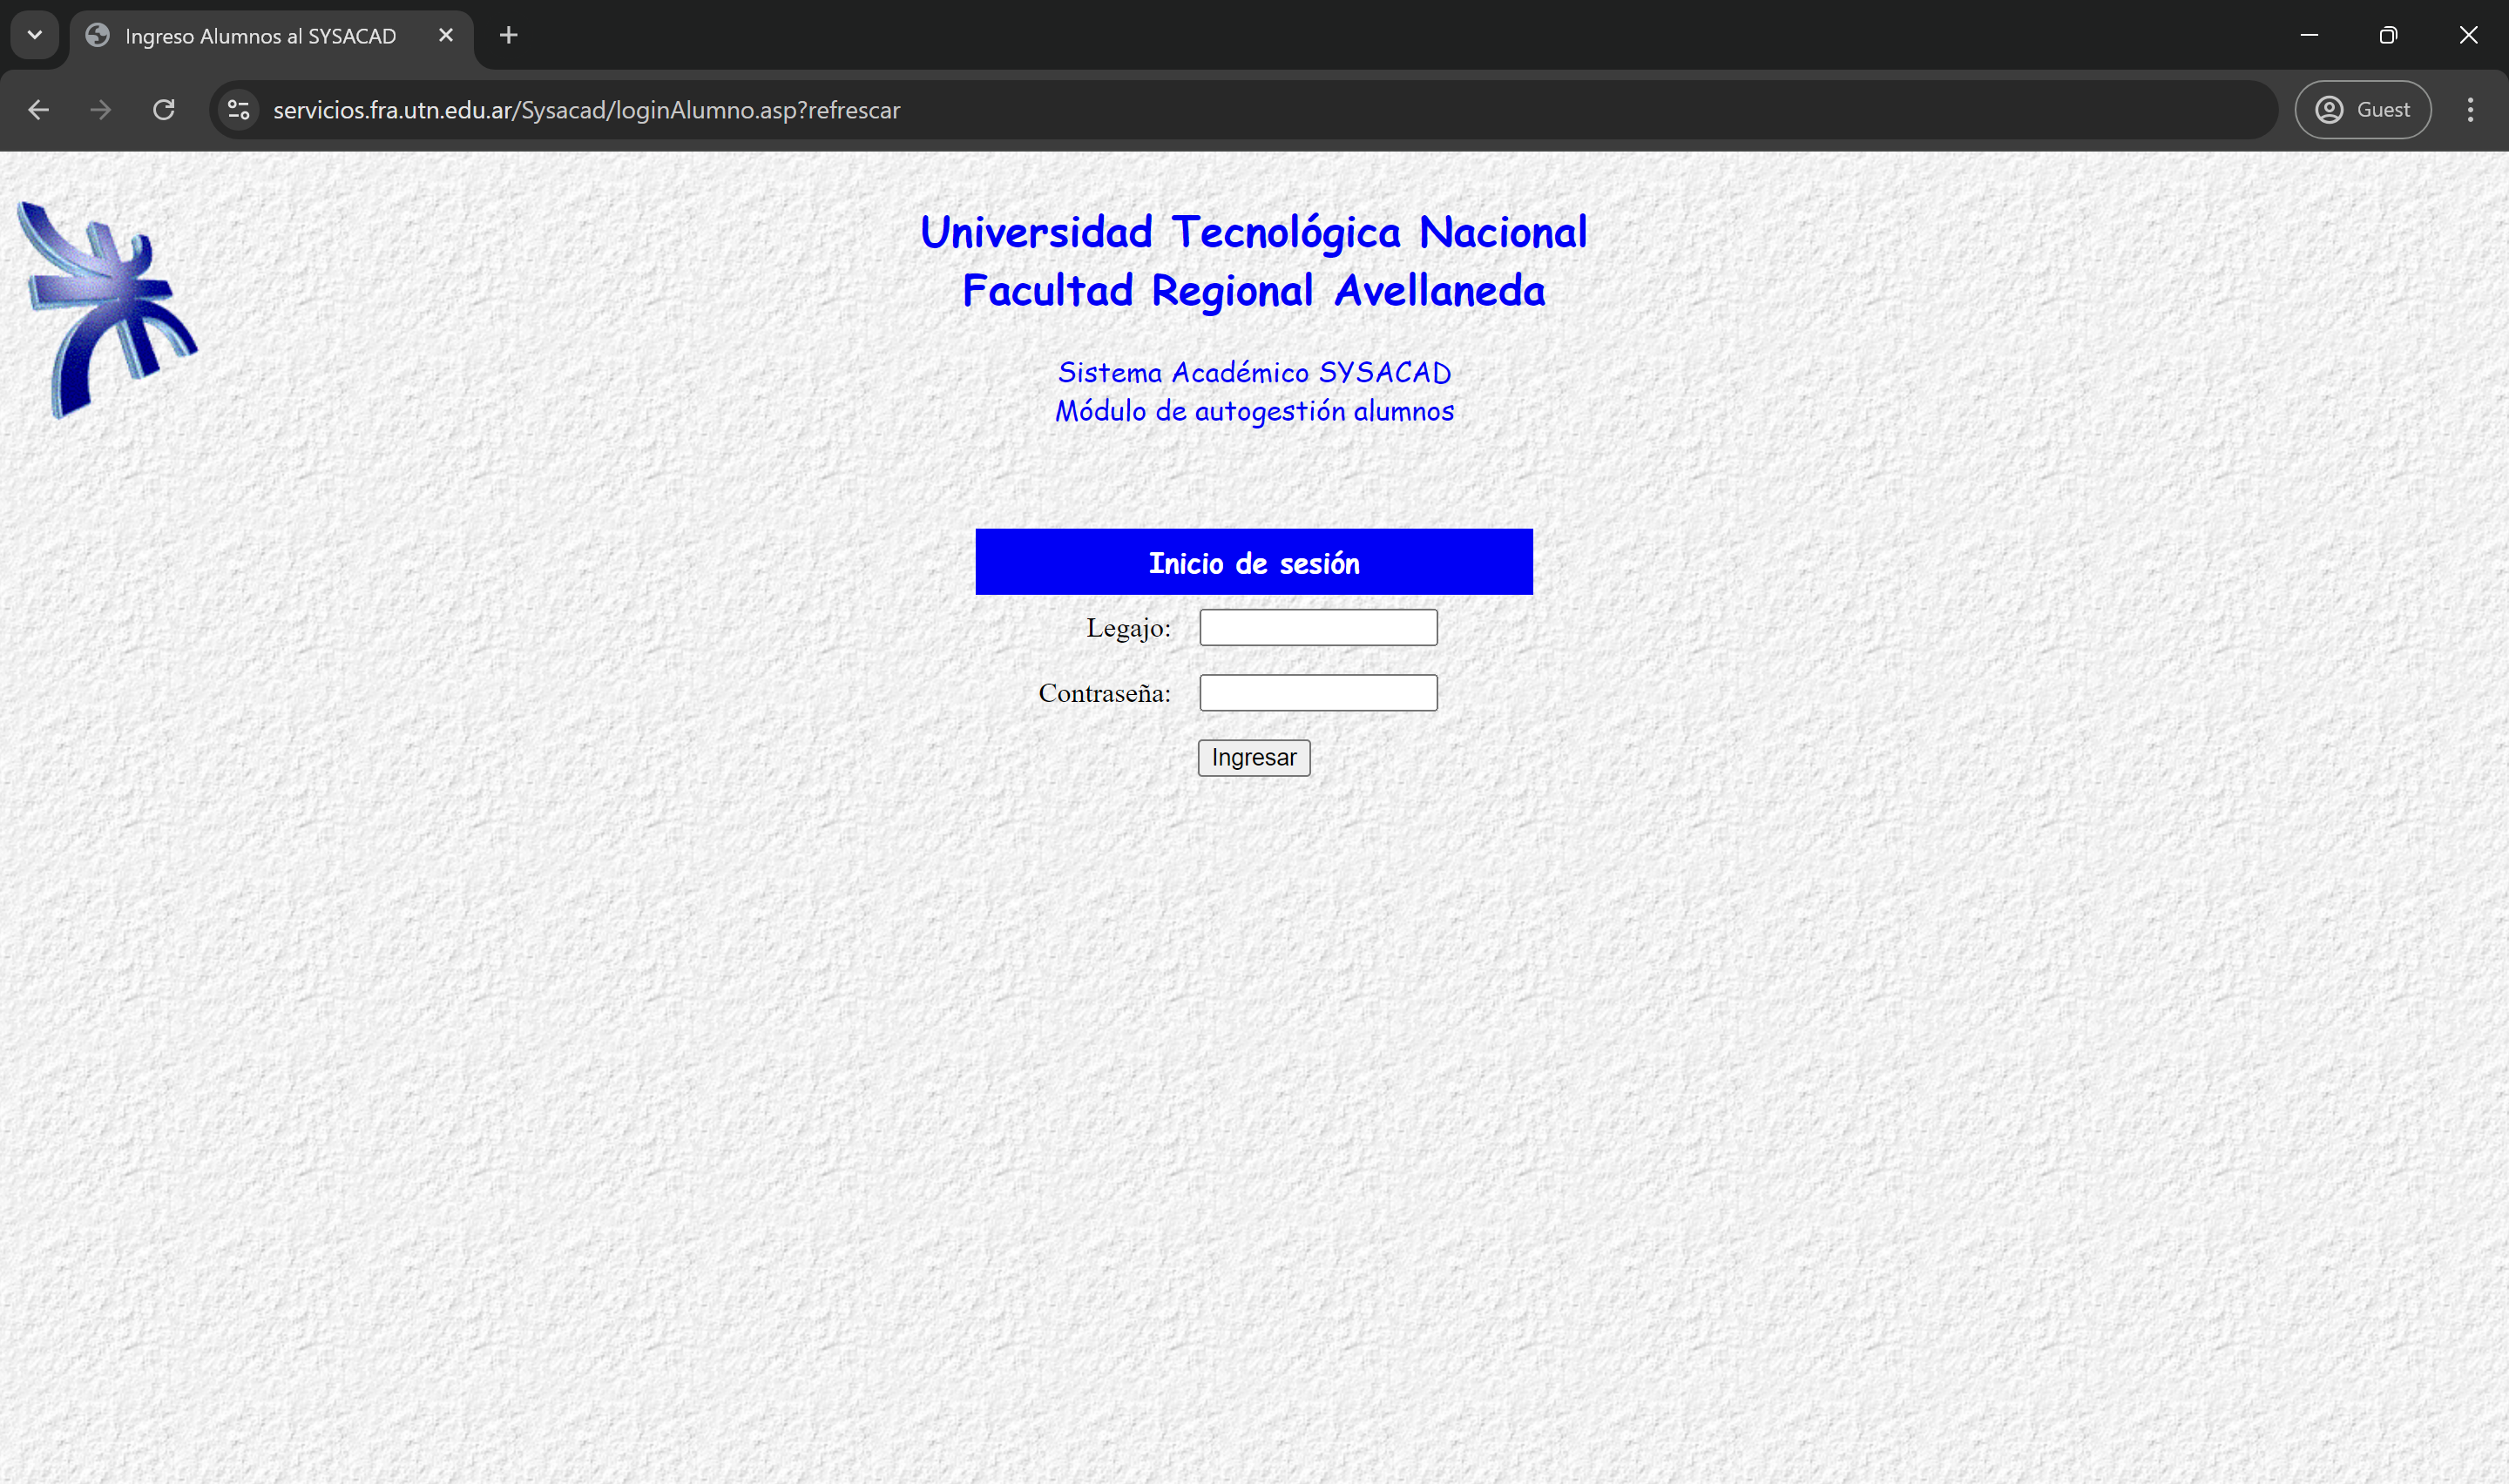 Ingreso Alumnos al SYSACAD
servicios.fra.utn.edu.ar/Sysacad/loginAlumno.asp?refrescar
Guest
Universidad Tecnológica Nacional
Facultad Regional Avellaneda
Sistema Académico SYSACAD
Módulo de autogestión alumnos
Inicio de sesión
Legajo:
Contraseña:
Ingresar